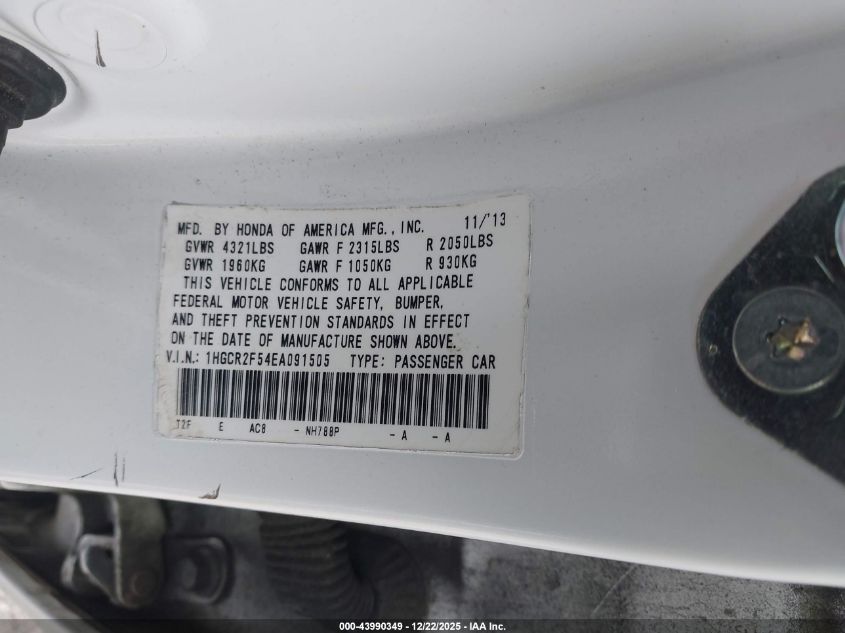 MFD. BY HONDA OF AMERICA MFG., INC. 11/'13
GVWR 4321LBS GAWR F 2315LBS R 2050LBS
GVWR 1960KG GAWR F 1050KG R 930KG
THIS VEHICLE CONFORMS TO ALL APPLICABLE
FEDERAL MOTOR VEHICLE SAFETY, BUMPER,
AND THEFT PREVENTION STANDARDS IN EFFECT
ON THE DATE OF MANUFACTURE SHOWN ABOVE.
V.I.N.: 1HGCR2F54EA091505 TYPE: PASSENGER CAR
T2F E AC8 - NH788P - A - A
000-43990349 - 12/22/2025 - IAA Inc.